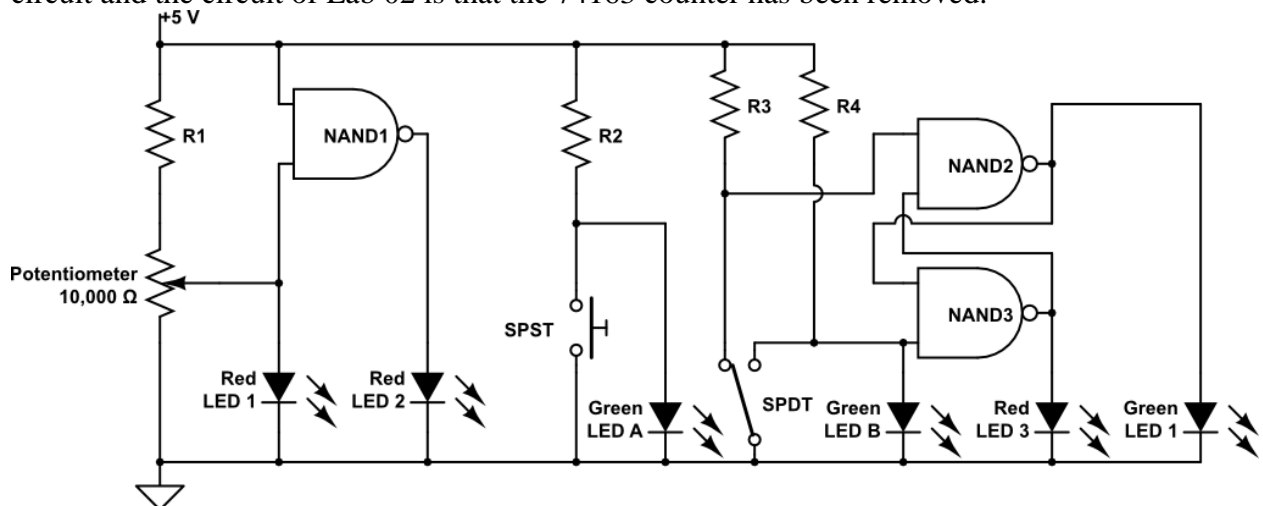 circuit and the circuit of Lab 02 is that the 74163 counter has been removed.
+5 V
R1
NAND1
R2
R3
R4
NAND2
Potentiometer
10,000 Ω
NAND3
SPST
Red
LED 1
Red
LED 2
Green
LED A
SPDT
Green
LED B
Red
LED 3
Green
LED 1